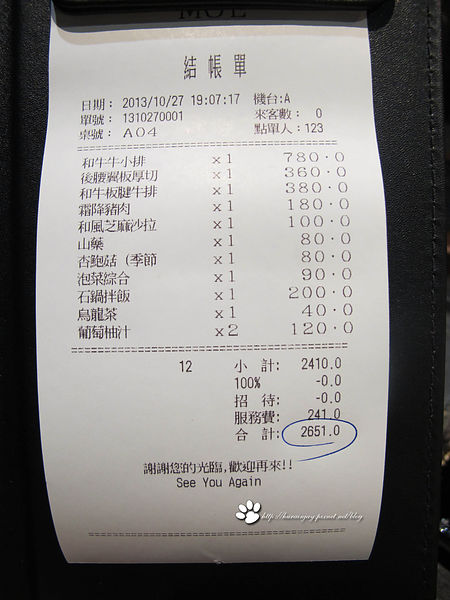 結帳單
日期： 2013/10/27 19:07:17 機台:A
單號： 1310270001 來客數： 0
桌號： A04 點單人：123
和牛牛小排 x1 780.0
後腰翼板厚切 x1 360.0
和牛板腱牛排 x1 380.0
霜降豬肉 x1 180.0
和風芝麻沙拉 x1 100.0
山藥 x1 80.0
杏鮑菇（季節 x1 80.0
泡菜綜合 x1 90.0
石鍋拌飯 x1 200.0
烏龍茶 x1 40.0
葡萄柚汁 x2 120.0
12 小 計： 2410.0
100% -0.0
招 待： -0.0
服務費： 241.0
合 計： 2651.0
謝謝您的光臨,歡迎再來!!
See You Again